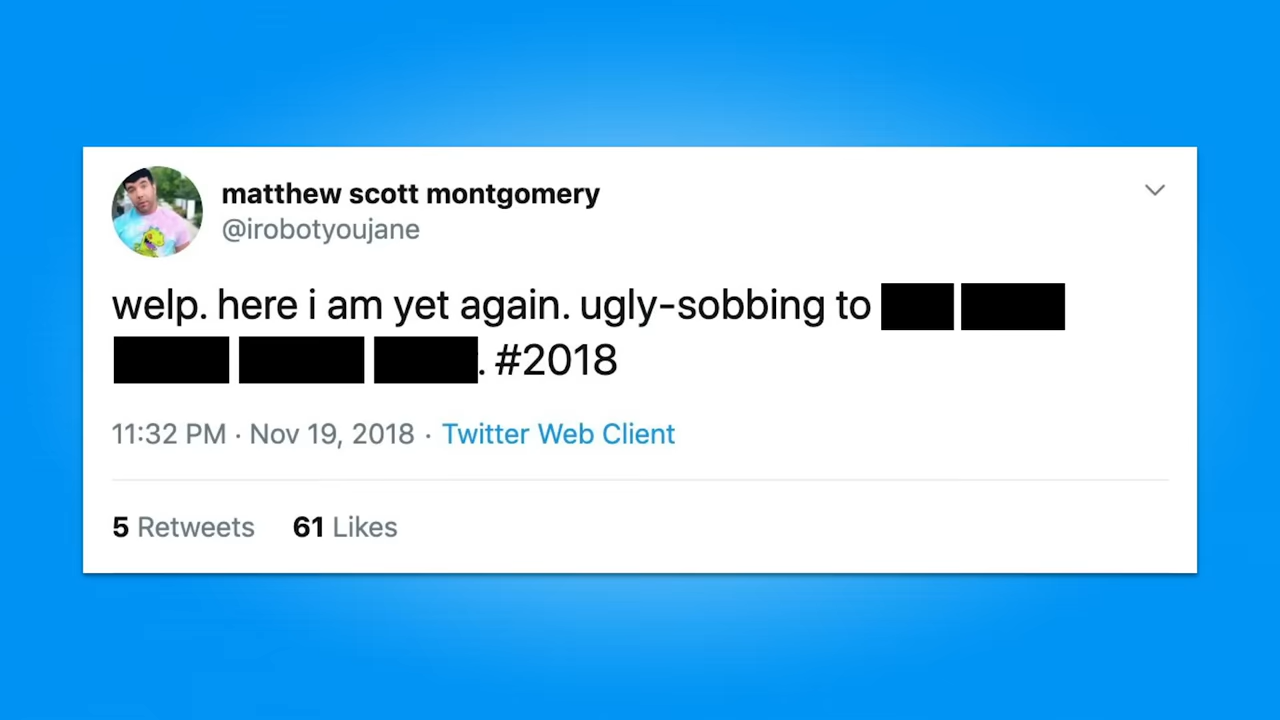 matthew scott montgomery
@irobotyoujane
welp. here i am yet again. ugly-sobbing to
. #2018
11:32 PM · Nov 19, 2018 · Twitter Web Client
5 Retweets 61 Likes